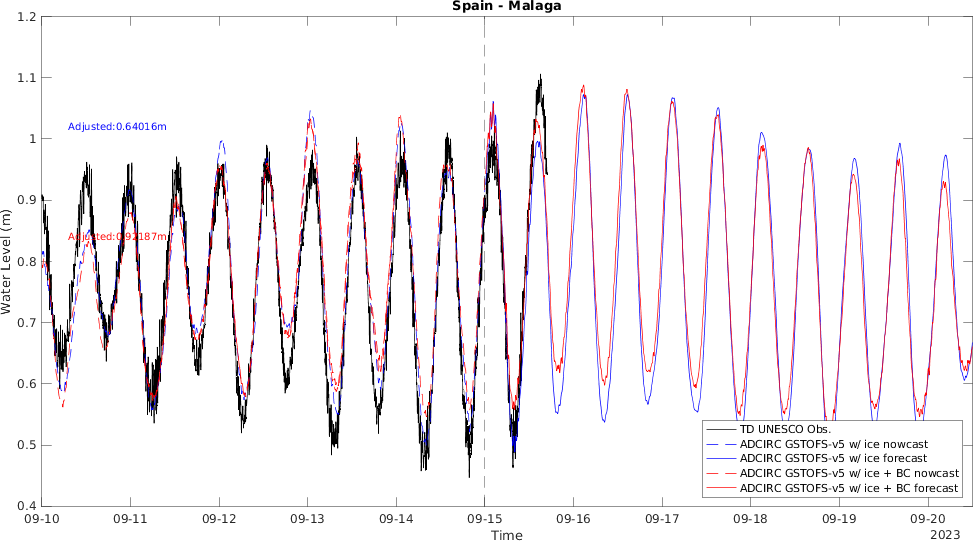 Spain - Malaga
1.2
1.1
1
0.9
0.8
0.7
0.6
0.5
0.4
Water Level (m)
Adjusted:0.64016m
Adjusted:0.92187m
TD UNESCO Obs.
ADCIRC GSTOFS-v5 w/ ice nowcast
ADCIRC GSTOFS-v5 w/ ice forecast
ADCIRC GSTOFS-v5 w/ ice + BC nowcast
ADCIRC GSTOFS-v5 w/ ice + BC forecast
09-10 09-11 09-12 09-13 09-14 09-15 09-16 09-17 09-18 09-19 09-20
Time
2023